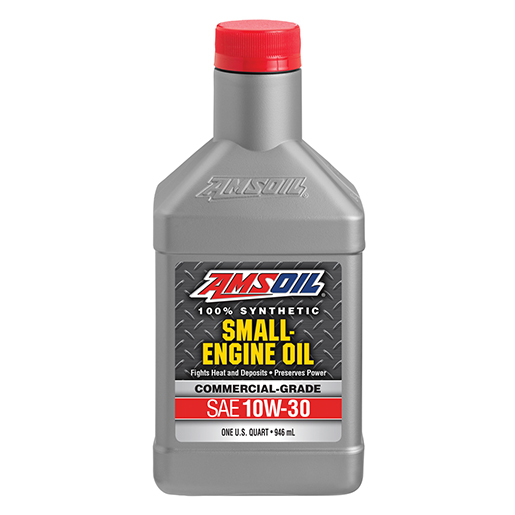 AMSOIL
AMSOIL®
100% SYNTHETIC
SMALL-
ENGINE OIL
Fights Heat and Deposits • Preserves Power
COMMERCIAL-GRADE
SAE 10W-30
ONE U.S. QUART • 946 mL